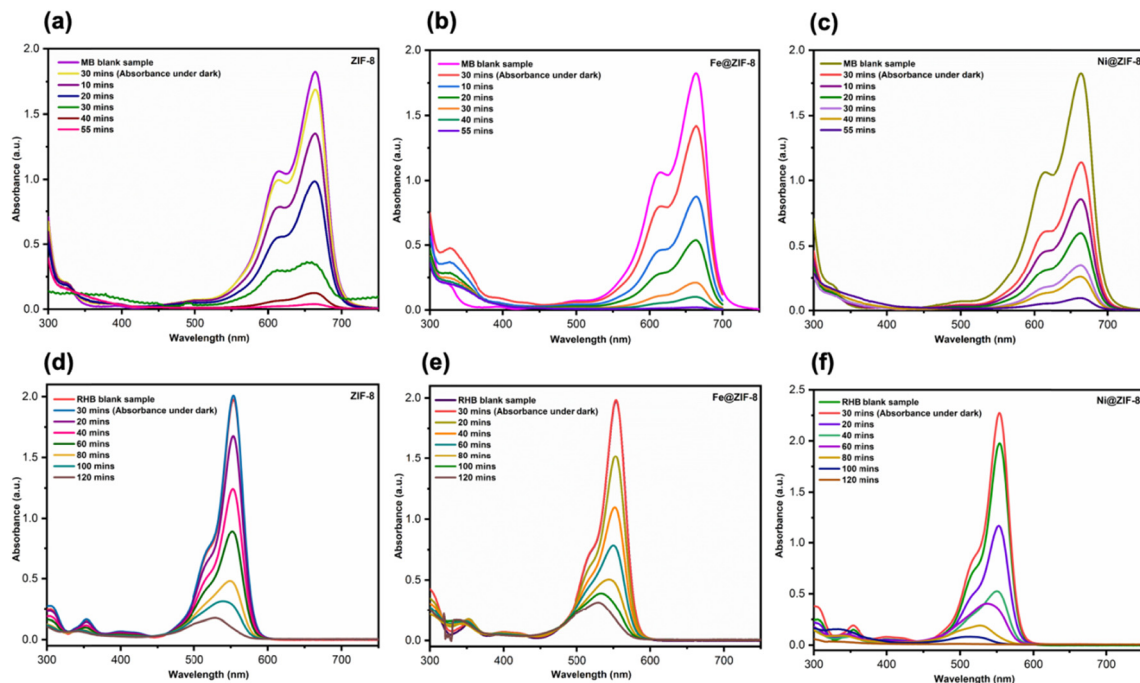 (a)
ZIF-8
MB blank sample
30 mins (Absorbance under dark)
10 mins
20 mins
30 mins
40 mins
55 mins
Absorbance (a.u.)
2.0
1.5
1.0
0.5
0.0
300 400 500 600 700
Wavelength (nm)
(b)
Fe@ZIF-8
MB blank sample
30 mins (Absorbance under dark)
10 mins
20 mins
30 mins
40 mins
55 mins
Absorbance (a.u.)
2.0
1.5
1.0
0.5
0.0
300 400 500 600 700
Wavelength (nm)
(c)
Ni@ZIF-8
MB blank sample
30 mins (Absorbance under dark)
10 mins
20 mins
30 mins
40 mins
55 mins
Absorbance (a.u.)
2.0
1.5
1.0
0.5
0.0
300 400 500 600 700
Wavelength (nm)
(d)
ZIF-8
RHB blank sample
30 mins (Absorbance under dark)
20 mins
40 mins
60 mins
80 mins
100 mins
120 mins
Absorbance (a.u.)
2.0
1.5
1.0
0.5
0.0
300 400 500 600 700
Wavelength (nm)
(e)
Fe@ZIF-8
RHB blank sample
30 mins (Absorbance under dark)
20 mins
40 mins
60 mins
80 mins
100 mins
120 mins
Absorbance (a.u.)
2.0
1.5
1.0
0.5
0.0
300 400 500 600 700
Wavelength (nm)
(f)
Ni@ZIF-8
RHB blank sample
30 mins (Absorbance under dark)
20 mins
40 mins
60 mins
80 mins
100 mins
120 mins
Absorbance (a.u.)
2.5
2.0
1.5
1.0
0.5
0.0
300 400 500 600 700
Wavelength (nm)